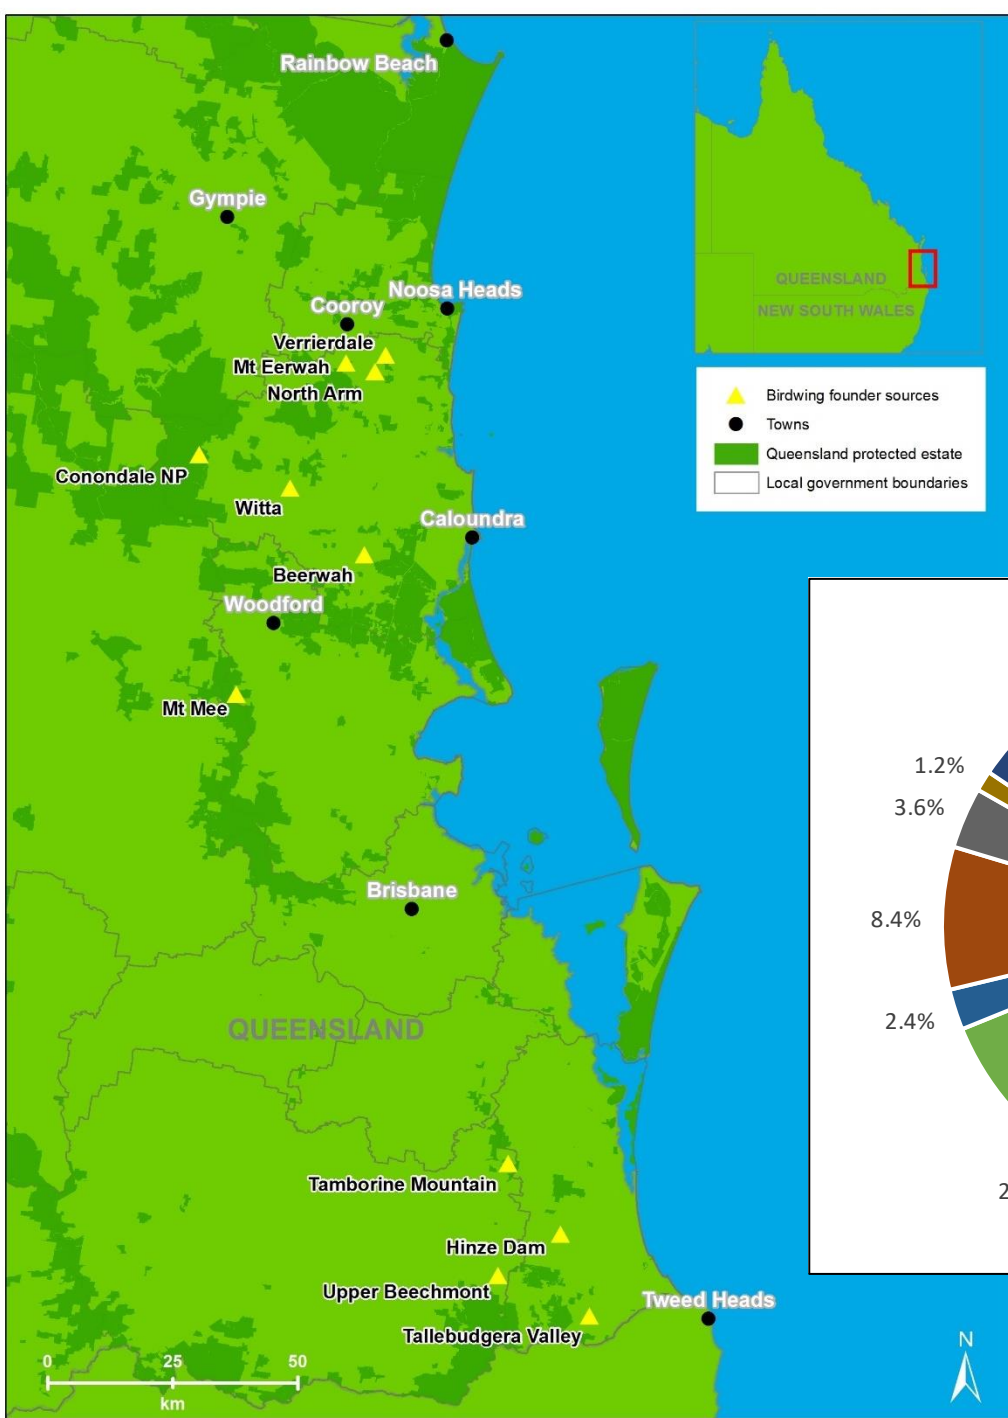 Rainbow Beach
Gympie
Noosa Heads
Cooroy
Verrierdale
Mt Eerwah
North Arm
Conondale NP
Witta
Caloundra
Beerwah
Woodford
Mt Mee
Brisbane
QUEENSLAND
Tamborine Mountain
Hinze Dam
Upper Beechmont
Tweed Heads
Tallebudgera Valley
0 25 50
km
QUEENSLAND
NEW SOUTH WALES
Birdwing founder sources
Towns
Queensland protected estate
Local government boundaries
1.2%
3.6%
8.4%
2.4%
N